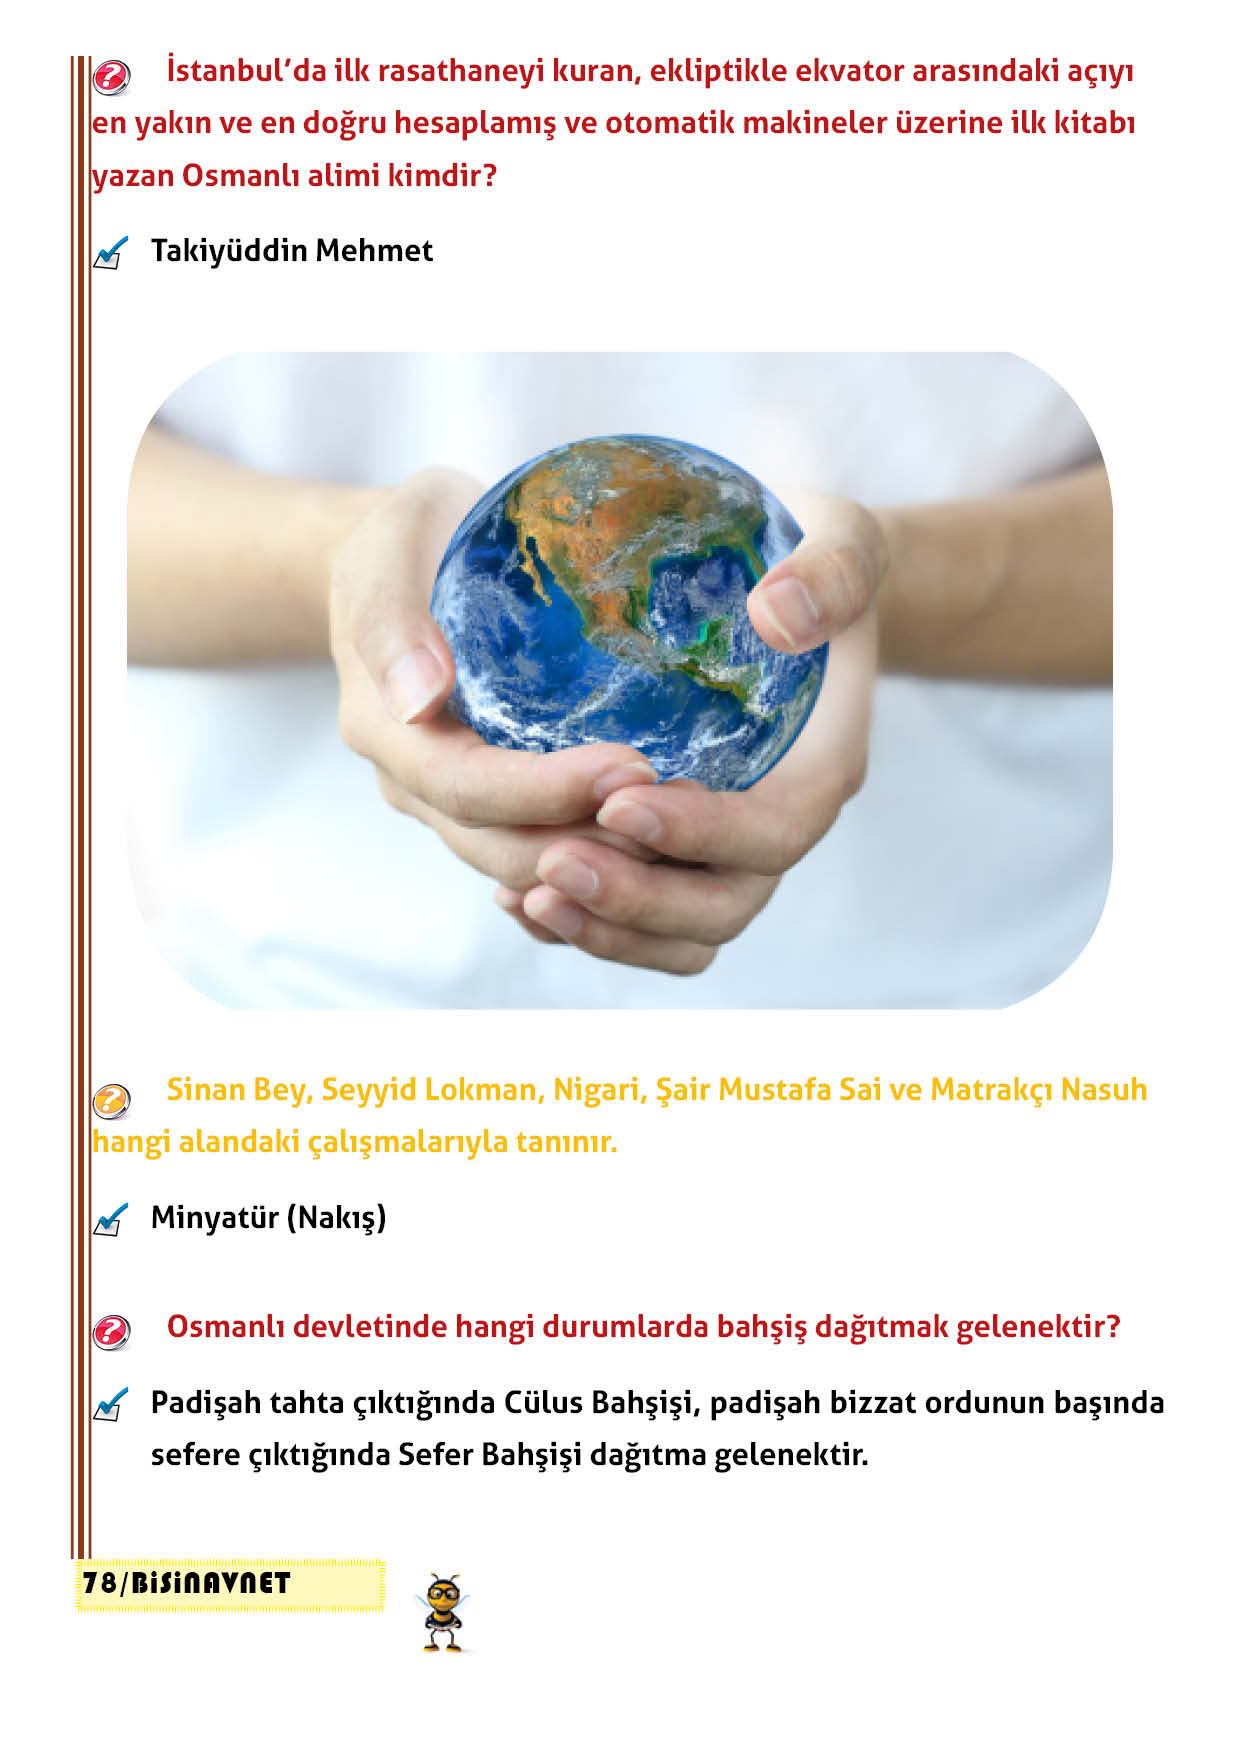 İstanbul’da ilk rasathaneyi kuran, ekliptikle ekvator arasındaki açıyı
en yakın ve en doğru hesaplamış ve otomatik makineler üzerine ilk kitabı
yazan Osmanlı alimi kimdir?
Takiyüddin Mehmet
Sinan Bey, Seyyid Lokman, Nigari, Şair Mustafa Sai ve Matrakçı Nasuh
hangi alandaki çalışmalarıyla tanınır.
Minyatür (Nakış)
Osmanlı devletinde hangi durumlarda bahşiş dağıtmak gelenektir?
Padişah tahta çıktığında Cülus Bahşişi, padişah bizzat ordunun başında
sefere çıktığında Sefer Bahşişi dağıtma gelenektir.
78/BiSiNAVNET